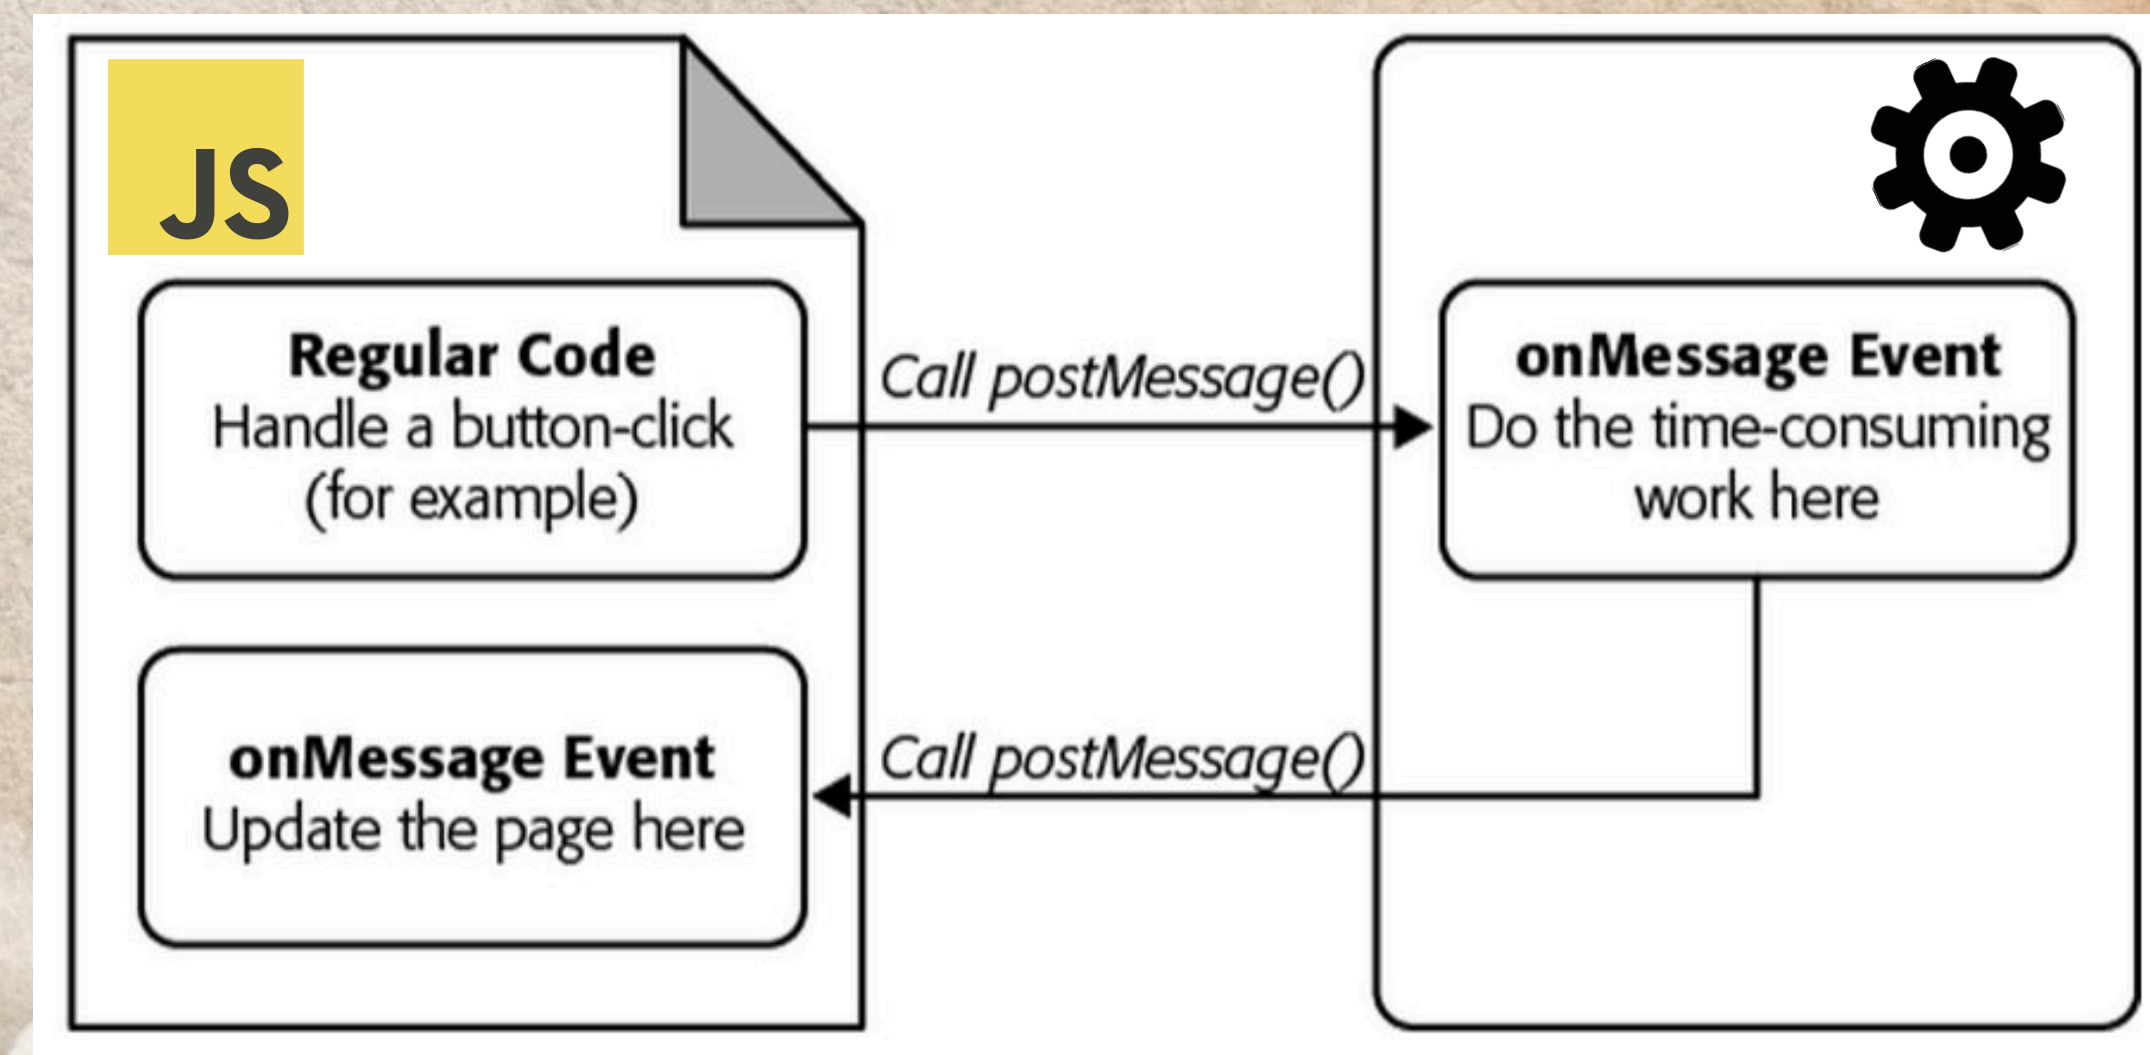 JS
Regular Code
Handle a button-click
(for example)
Call postMessage()
onMessage Event
Do the time-consuming
work here
onMessage Event
Update the page here
Call postMessage()